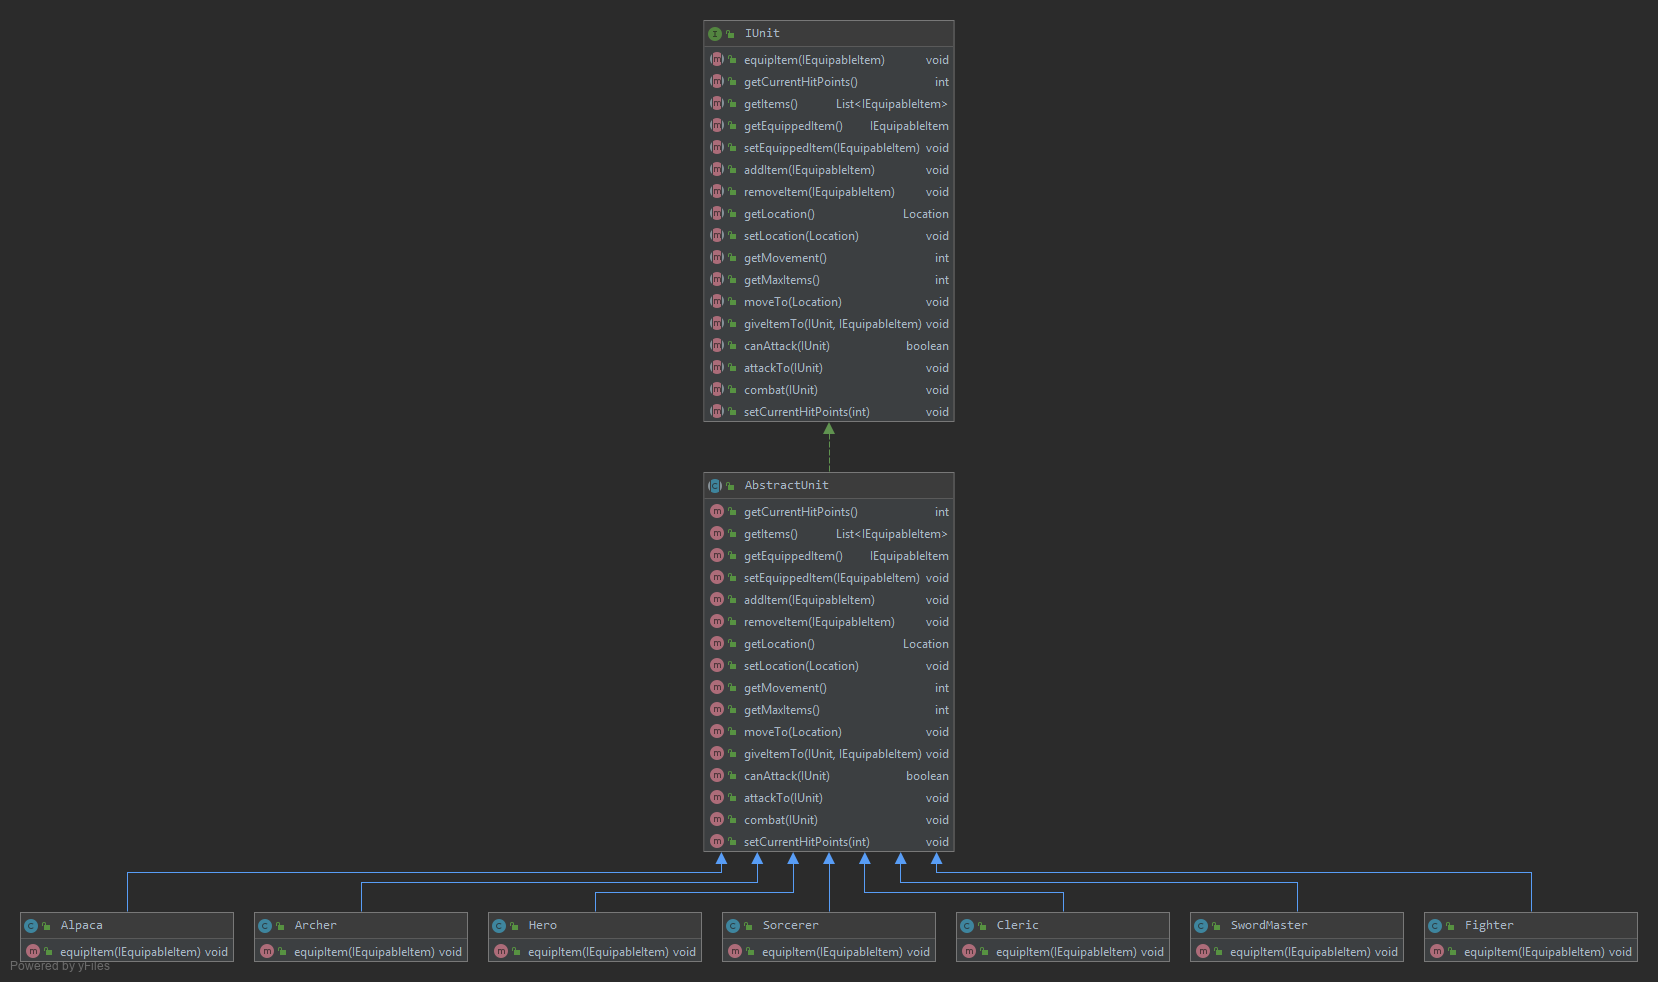 IUnit
equipItem(IEquipableItem) void
getCurrentHitPoints() int
getItems() List<IEquipableItem>
getEquippedItem() IEquipableItem
setEquippedItem(IEquipableItem) void
addItem(IEquipableItem) void
removeItem(IEquipableItem) void
getLocation() Location
setLocation(Location) void
getMovement() int
getMaxItems() int
moveTo(Location) void
giveItemTo(IUnit, IEquipableItem) void
canAttack(IUnit) boolean
attackTo(IUnit) void
combat(IUnit) void
setCurrentHitPoints(int) void
AbstractUnit
getCurrentHitPoints() int
getItems() List<IEquipableItem>
getEquippedItem() IEquipableItem
setEquippedItem(IEquipableItem) void
addItem(IEquipableItem) void
removeItem(IEquipableItem) void
getLocation() Location
setLocation(Location) void
getMovement() int
getMaxItems() int
moveTo(Location) void
giveItemTo(IUnit, IEquipableItem) void
canAttack(IUnit) boolean
attackTo(IUnit) void
combat(IUnit) void
setCurrentHitPoints(int) void
Alpaca
equipItem(IEquipableItem) void
Archer
equipItem(IEquipableItem) void
Hero
equipItem(IEquipableItem) void
Sorcerer
equipItem(IEquipableItem) void
Cleric
equipItem(IEquipableItem) void
SwordMaster
equipItem(IEquipableItem) void
Fighter
equipItem(IEquipableItem) void
Powered by yFiles